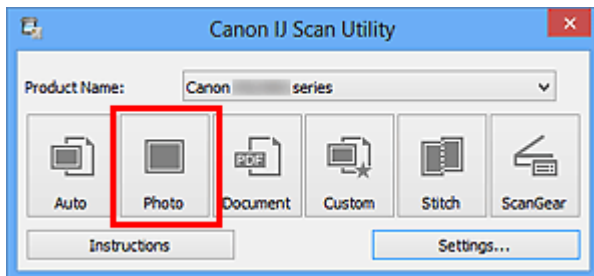 Canon IJ Scan Utility
Product Name: Canon series
PDF
Auto Photo Document Custom Stitch ScanGear
Instructions Settings...